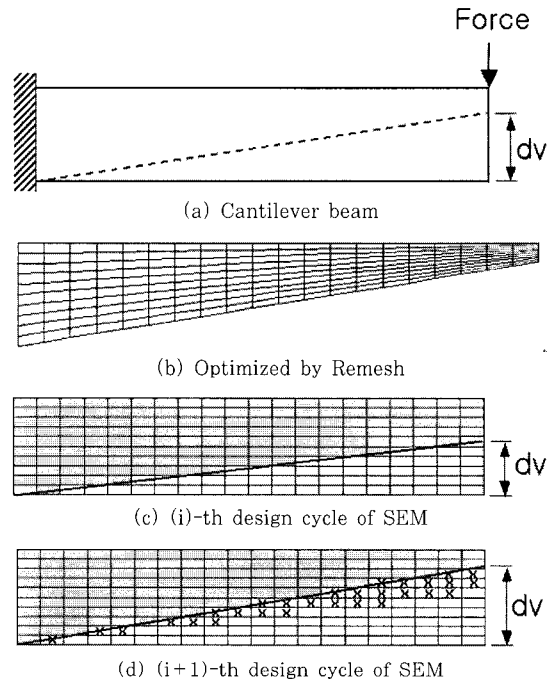 Force
dv
(a) Cantilever beam
(b) Optimized by Remesh
dv
(c) (i)-th design cycle of SEM
dv
(d) (i+1)-th design cycle of SEM